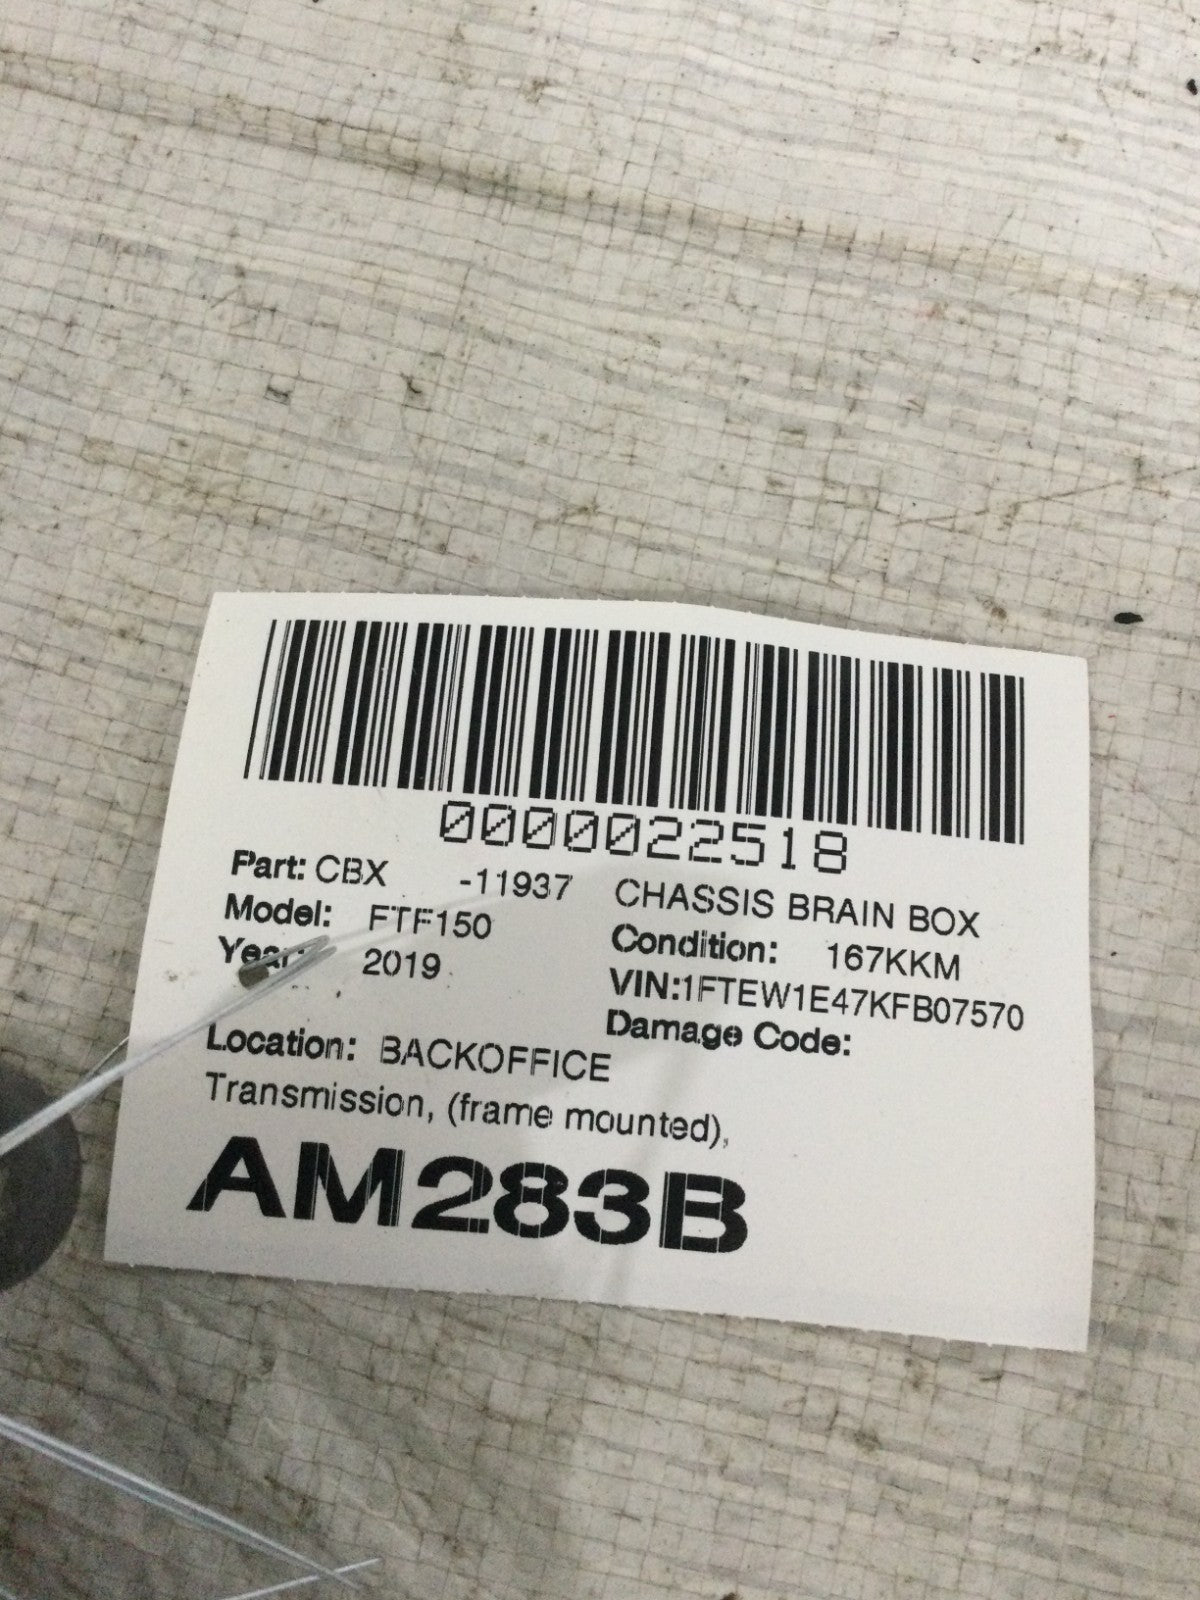 0000022518
Part: CBX -11937 CHASSIS BRAIN BOX
Model: FTF150 Condition: 167KKM
Year: 2019 VIN:1FTEW1E47KFB07570
Damage Code:
Location: BACKOFFICE
Transmission, (frame mounted),
AM283B